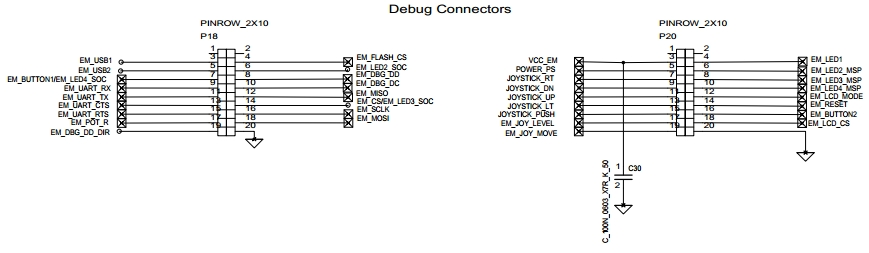 Debug Connectors
PINROW_2X10
P18
1 2
3 4
5 6
7 8
9 10
11 12
13 14
15 16
17 18
19 20
EM_USB1
EM_USB2
EM_BUTTON1/EM_LED4_SOC
EM_UART_RX
EM_UART_TX
EM_UART_CTS
EM_UART_RTS
EM_POT_R
EM_DBG_DD_DIR
EM_FLASH_CS
EM_LED2_SOC
EM_DBG_DD
EM_DBG_DC
EM_MISO
EM_CS/EM_LED3_SOC
EM_SCLK
EM_MOSI
PINROW_2X10
P20
1 2
3 4
5 6
7 8
9 10
11 12
13 14
15 16
17 18
19 20
VCC_EM
POWER_PS
JOYSTICK_RT
JOYSTICK_DN
JOYSTICK_UP
JOYSTICK_LT
JOYSTICK_PUSH
EM_JOY_LEVEL
EM_JOY_MOVE
EM_LED1
EM_LED2_MSP
EM_LED3_MSP
EM_LED4_MSP
EM_LCD_MODE
EM_RESET
EM_BUTTON2
EM_LCD_CS
1
2
C30
C_100N_0603_X7R_K_50